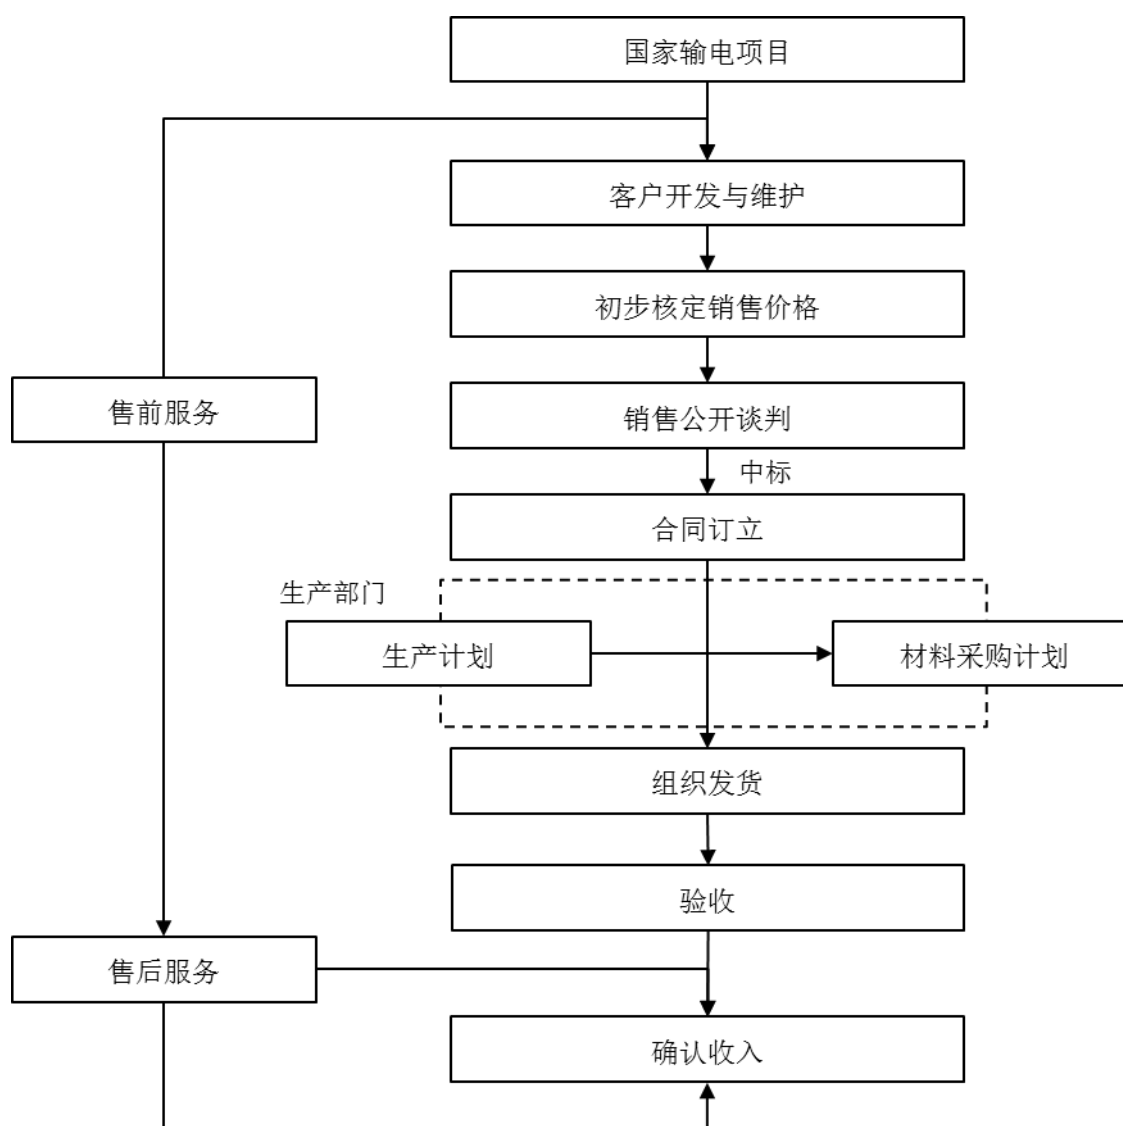 国家输电项目
客户开发与维护
初步核定销售价格
售前服务
销售公开谈判
中标
合同订立
生产部门
生产计划
材料采购计划
组织发货
验收
售后服务
确认收入